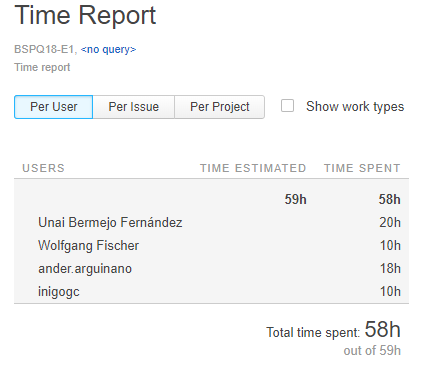 Time Report
BSPQ18-E1, <no query>
Time report
Per User Per Issue Per Project Show work types
USERS TIME ESTIMATED TIME SPENT
59h 58h
Unai Bermejo Fernández 20h
Wolfgang Fischer 10h
ander.arguinano 18h
inigogc 10h
Total time spent: 58h
out of 59h